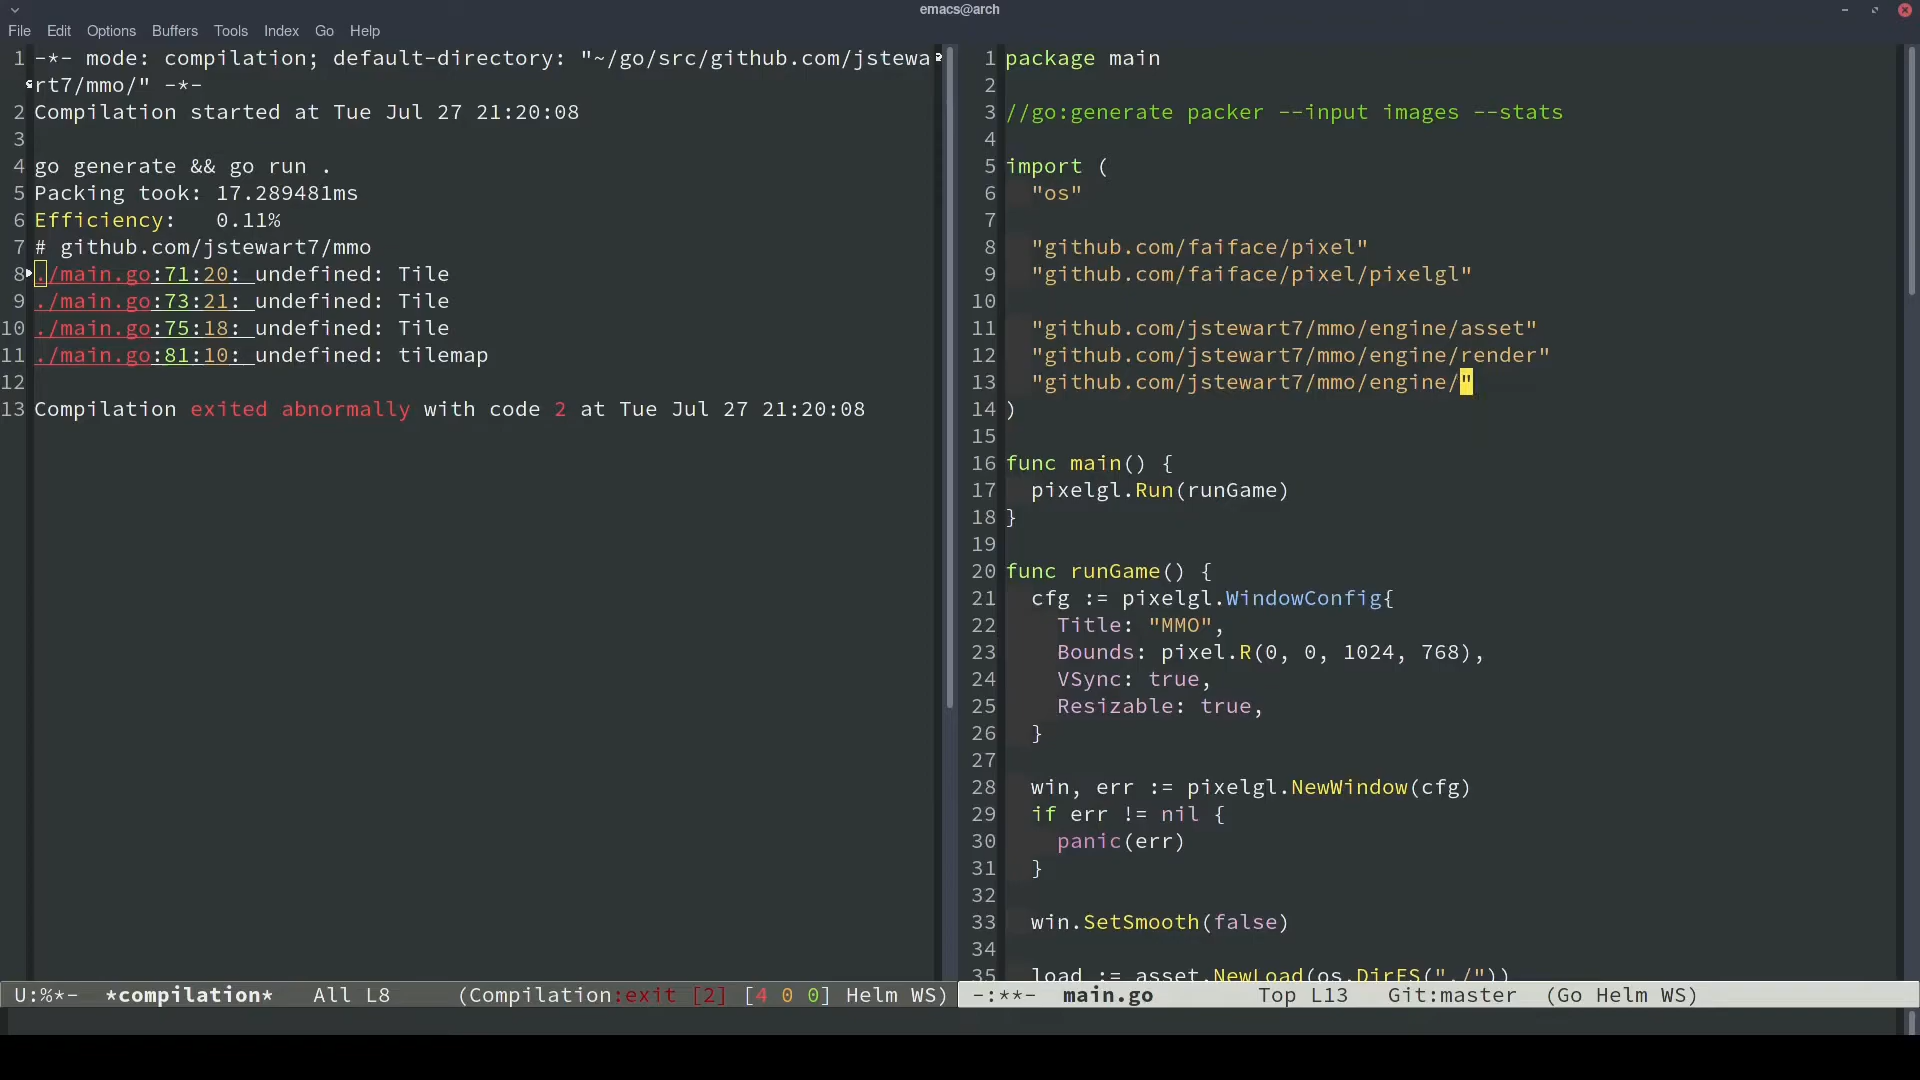 emacs@arch
File Edit Options Buffers Tools Index Go Help
1 -*- mode: compilation; default-directory: "~/go/src/github.com/jstewa
rt7/mmo/" -*-
2 Compilation started at Tue Jul 27 21:20:08
3
4 go generate && go run .
5 Packing took: 17.289481ms
6 Efficiency:   0.11%
7 # github.com/jstewart7/mmo
8 ./main.go:71:20: undefined: Tile
9 ./main.go:73:21: undefined: Tile
10 ./main.go:75:18: undefined: Tile
11 ./main.go:81:10: undefined: tilemap
12
13 Compilation exited abnormally with code 2 at Tue Jul 27 21:20:08
U:%*-  *compilation*   All L8     (Compilation:exit [2] [4 0 0] Helm WS)
1 package main
2
3 //go:generate packer --input images --stats
4
5 import (
6   "os"
7
8   "github.com/faiface/pixel"
9   "github.com/faiface/pixel/pixelgl"
10
11   "github.com/jstewart7/mmo/engine/asset"
12   "github.com/jstewart7/mmo/engine/render"
13   "github.com/jstewart7/mmo/engine/"
14 )
15
16 func main() {
17   pixelgl.Run(runGame)
18 }
19
20 func runGame() {
21   cfg := pixelgl.WindowConfig{
22     Title: "MMO",
23     Bounds: pixel.R(0, 0, 1024, 768),
24     VSync: true,
25     Resizable: true,
26   }
27
28   win, err := pixelgl.NewWindow(cfg)
29   if err != nil {
30     panic(err)
31   }
32
33   win.SetSmooth(false)
34
35   load := asset.NewLoad(os.DirFS("./"))
-:**-  main.go        Top L13   Git:master  (Go Helm WS)